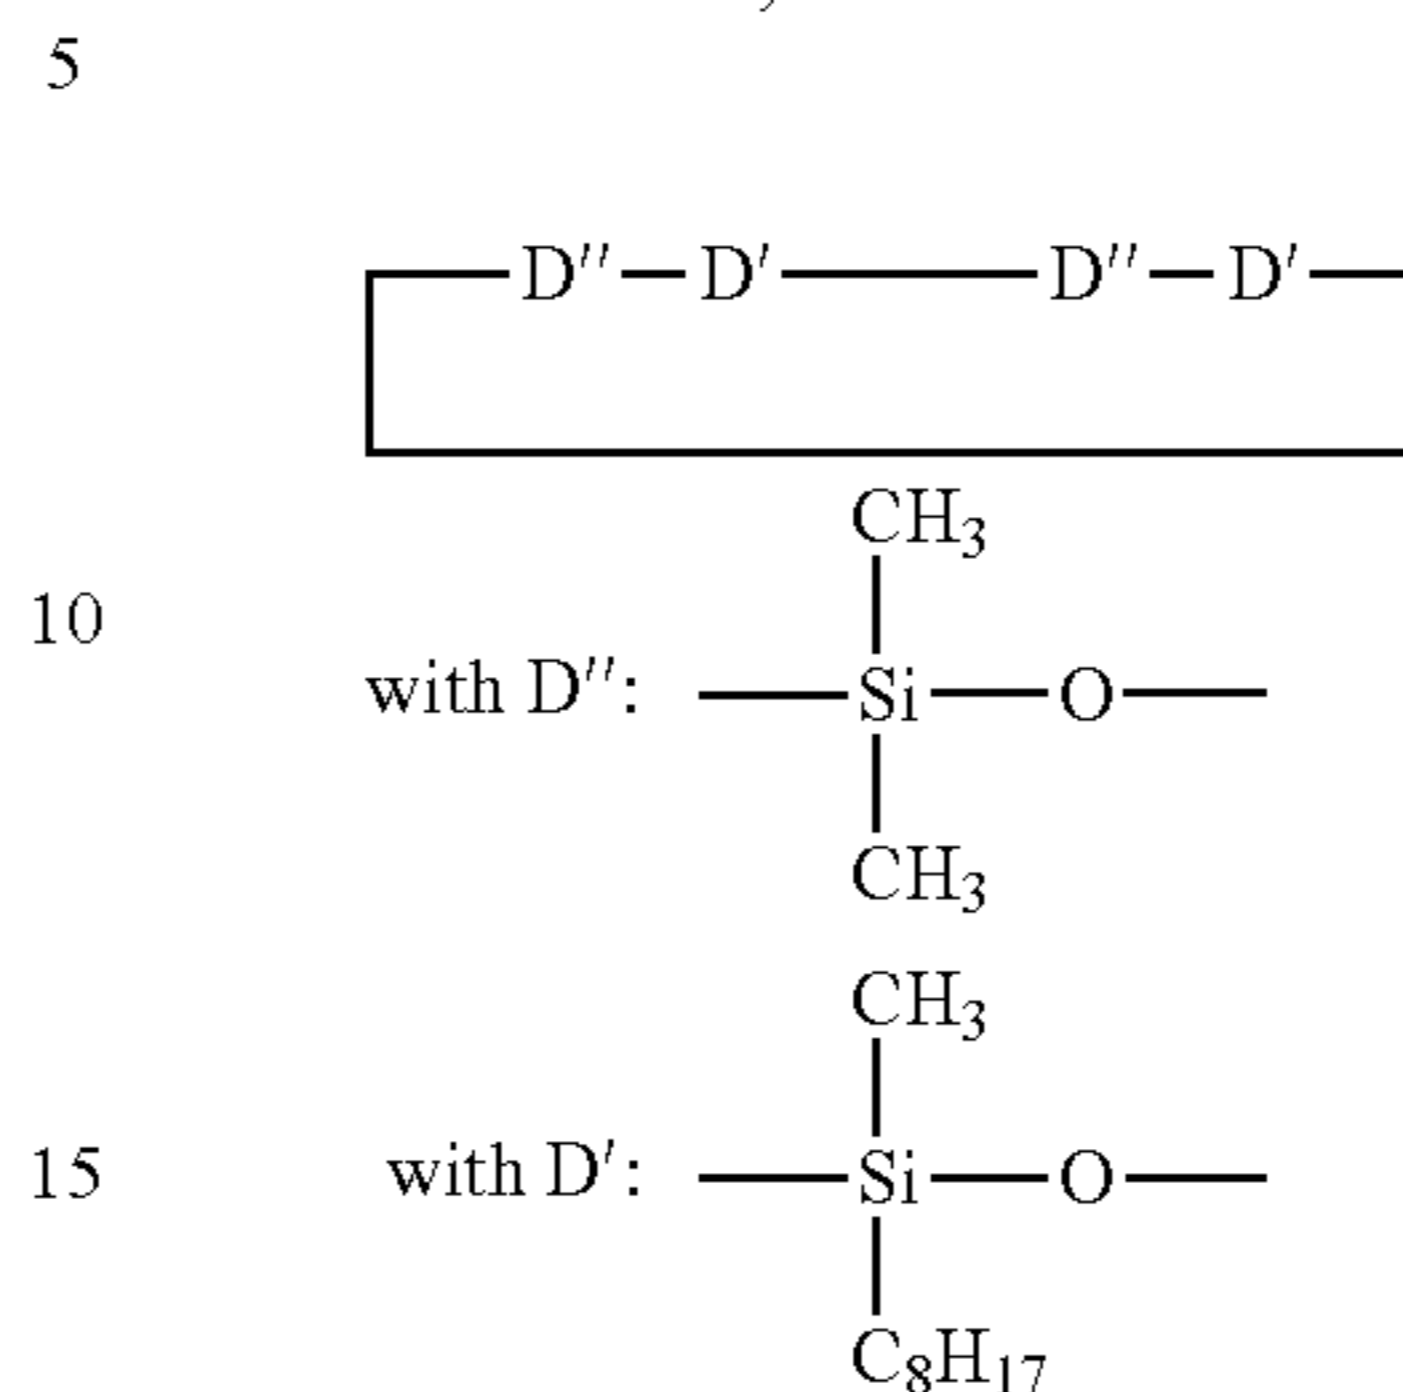 5
D″—D′—D″—D′—
CH₃
10
with D″: —Si—O—
CH₃
CH₃
15 with D′: —Si—O—
C₈H₁₇